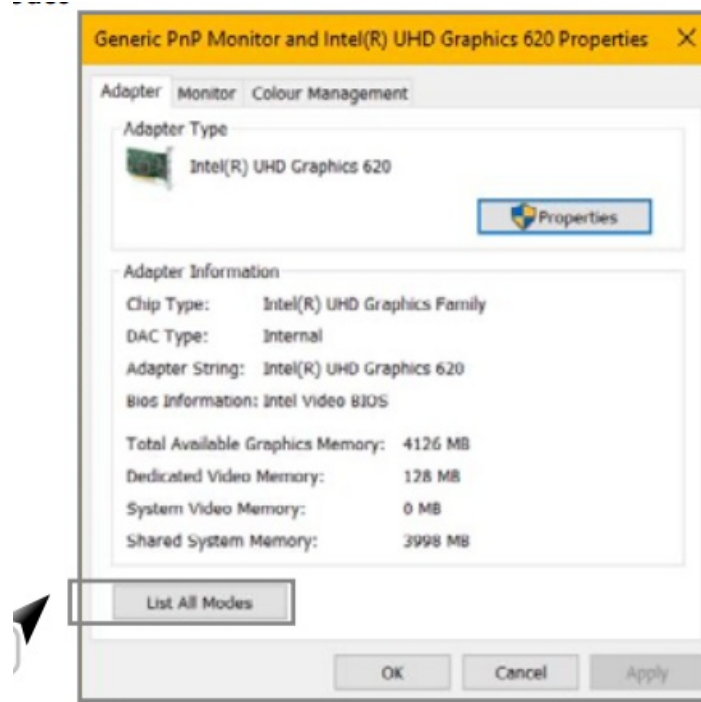 Generic PnP Monitor and Intel(R) UHD Graphics 620 Properties
Adapter Monitor Colour Management
Adapter Type
Intel(R) UHD Graphics 620
Properties
Adapter Information
Chip Type: Intel(R) UHD Graphics Family
DAC Type: Internal
Adapter String: Intel(R) UHD Graphics 620
Bios Information: Intel Video BIOS
Total Available Graphics Memory: 4126 MB
Dedicated Video Memory: 128 MB
System Video Memory: 0 MB
Shared System Memory: 3998 MB
List All Modes
OK Cancel Apply